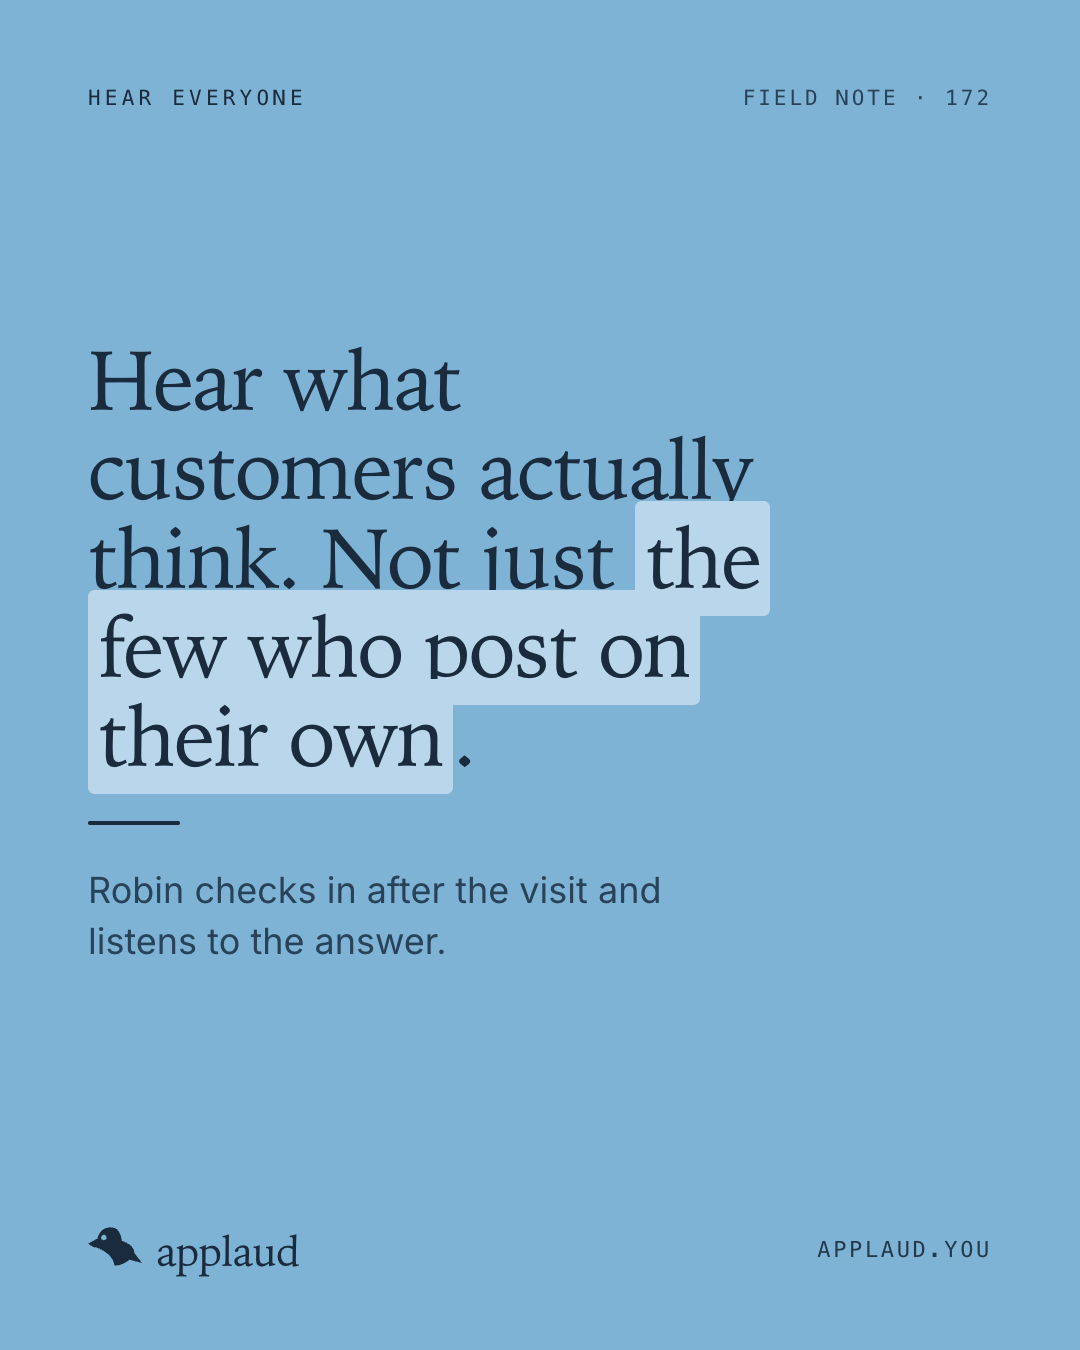 HEAR EVERYONE
FIELD NOTE · 172
Hear what
customers actually
think. Not just the
few who post on
their own.
Robin checks in after the visit and
listens to the answer.
applaud
APPLAUD.YOU